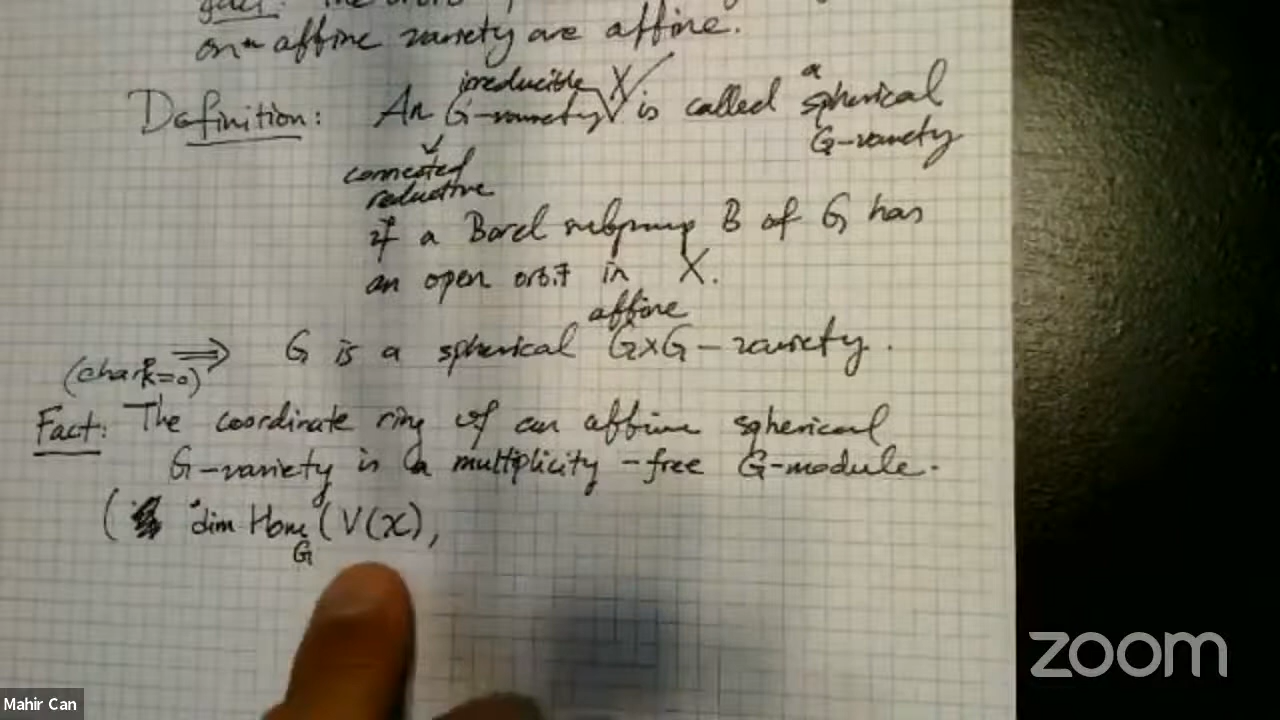 on affine variety are affine.
Definition: An irreducible G-variety X is called a spherical
G-variety
connected
reductive
if a Borel subgroup B of G has
an open orbit in X.
affine
(char k=0) ⟹ G is a spherical G×G-variety.
Fact: The coordinate ring of an affine spherical
G-variety is a multiplicity-free G-module.
( dim Hom_G (V(χ),
zoom
Mahir Can